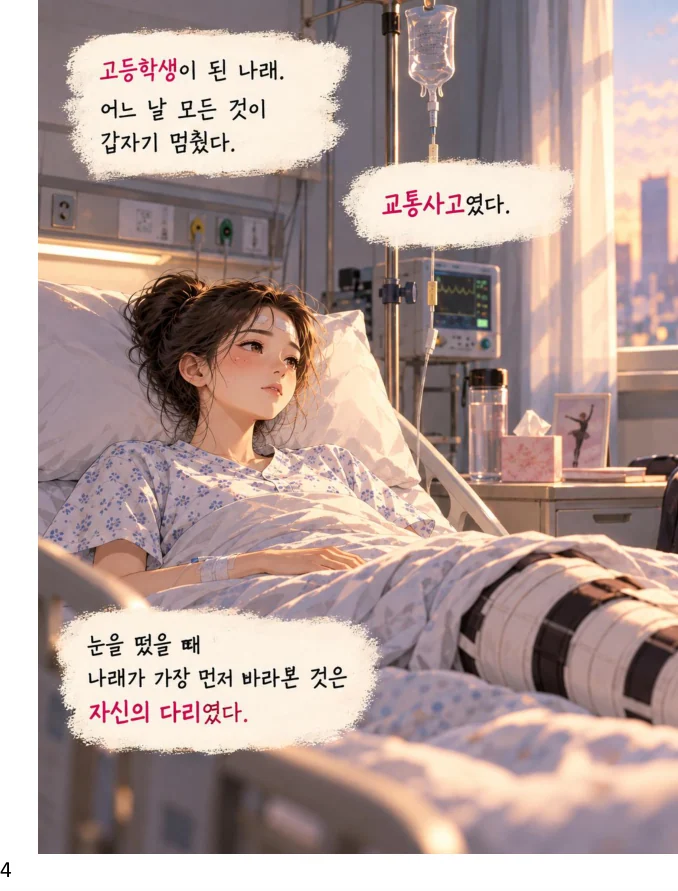 고등학생이 된 나래.
어느 날 모든 것이
갑자기 멈췄다.
교통사고였다.
눈을 떴을 때
나래가 가장 먼저 바라본 것은
자신의 다리였다.
4